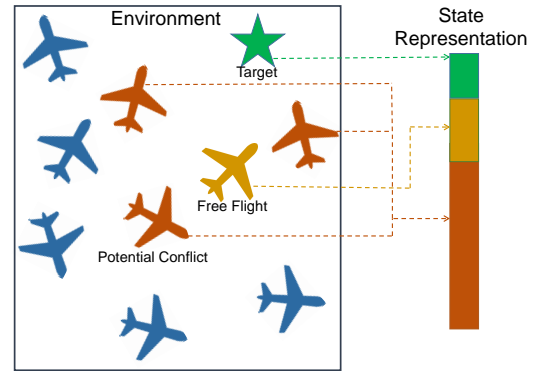 Environment
State
Representation
Target
Free Flight
Potential Conflict